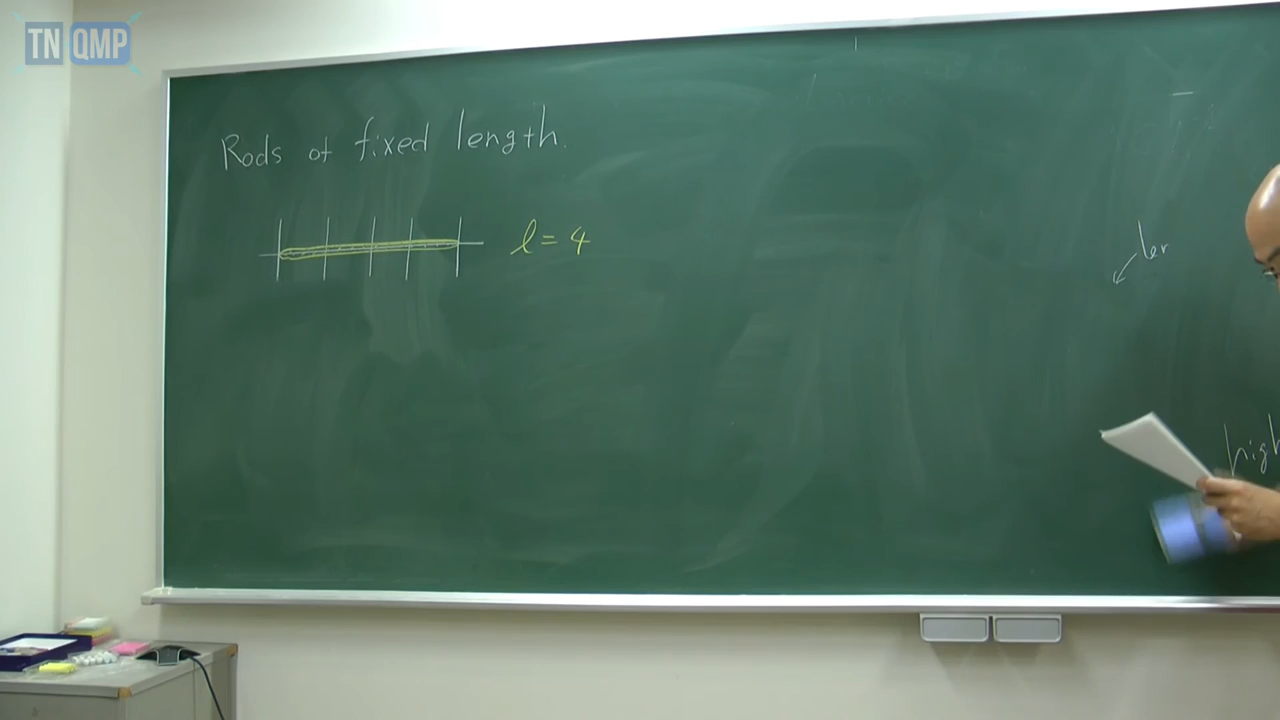 TN QMP
Rods of fixed length.
l = 4